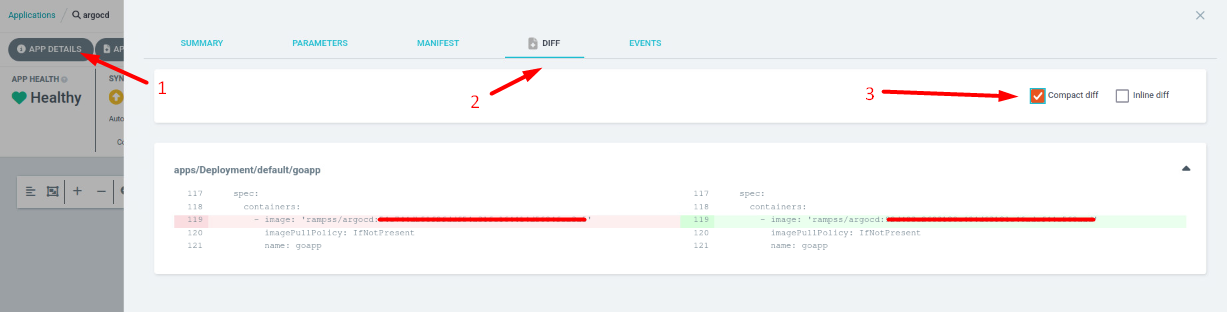 Applications / argocd
APP DETAILS AP
APP HEALTH
Healthy
SYN
Auto
Co
1
SUMMARY PARAMETERS MANIFEST DIFF EVENTS
2
3
Compact diff Inline diff
apps/Deployment/default/goapp
117 spec: 117 spec:
118 containers: 118 containers:
119 - image: 'rampss/argocd: ' 119 - image: 'rampss/argocd: '
120 imagePullPolicy: IfNotPresent 120 imagePullPolicy: IfNotPresent
121 name: goapp 121 name: goapp